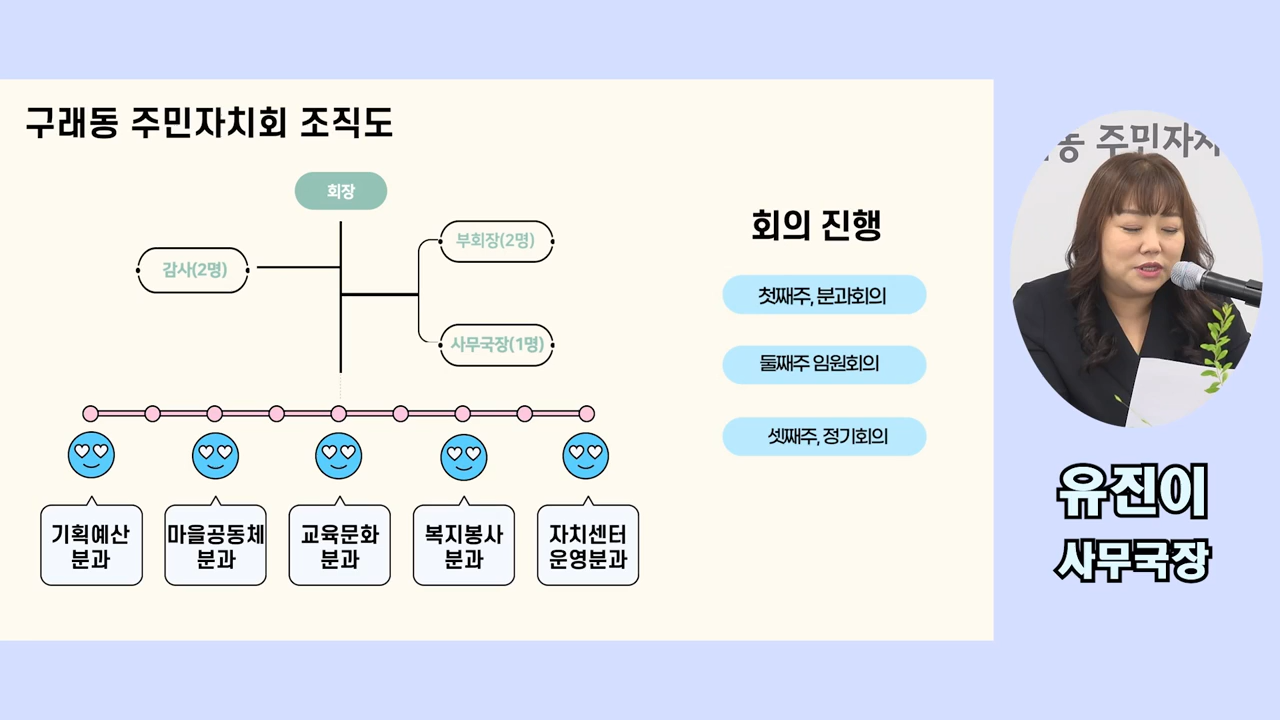 구래동 주민자치회 조직도
회장
감사(2명)
부회장(2명)
사무국장(1명)
기획예산
분과
마을공동체
분과
교육문화
분과
복지봉사
분과
자치센터
운영분과
회의 진행
첫째주, 분과회의
둘째주 임원회의
셋째주, 정기회의
주민자치
유진이
사무국장